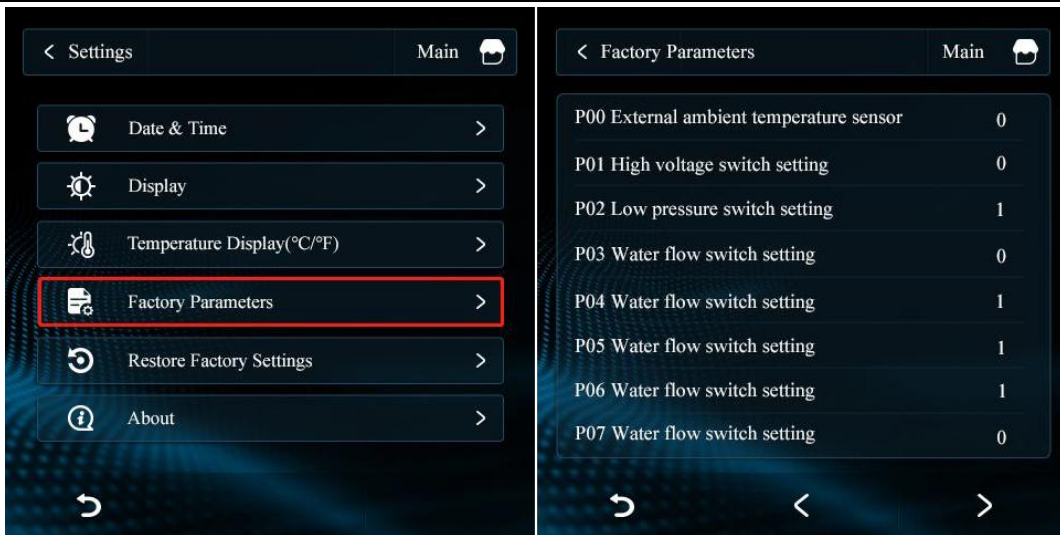 Settings
Main
Date & Time
Display
Temperature Display(°C/°F)
Factory Parameters
Restore Factory Settings
About
Factory Parameters
Main
P00 External ambient temperature sensor 0
P01 High voltage switch setting 0
P02 Low pressure switch setting 1
P03 Water flow switch setting 0
P04 Water flow switch setting 1
P05 Water flow switch setting 1
P06 Water flow switch setting 1
P07 Water flow switch setting 0